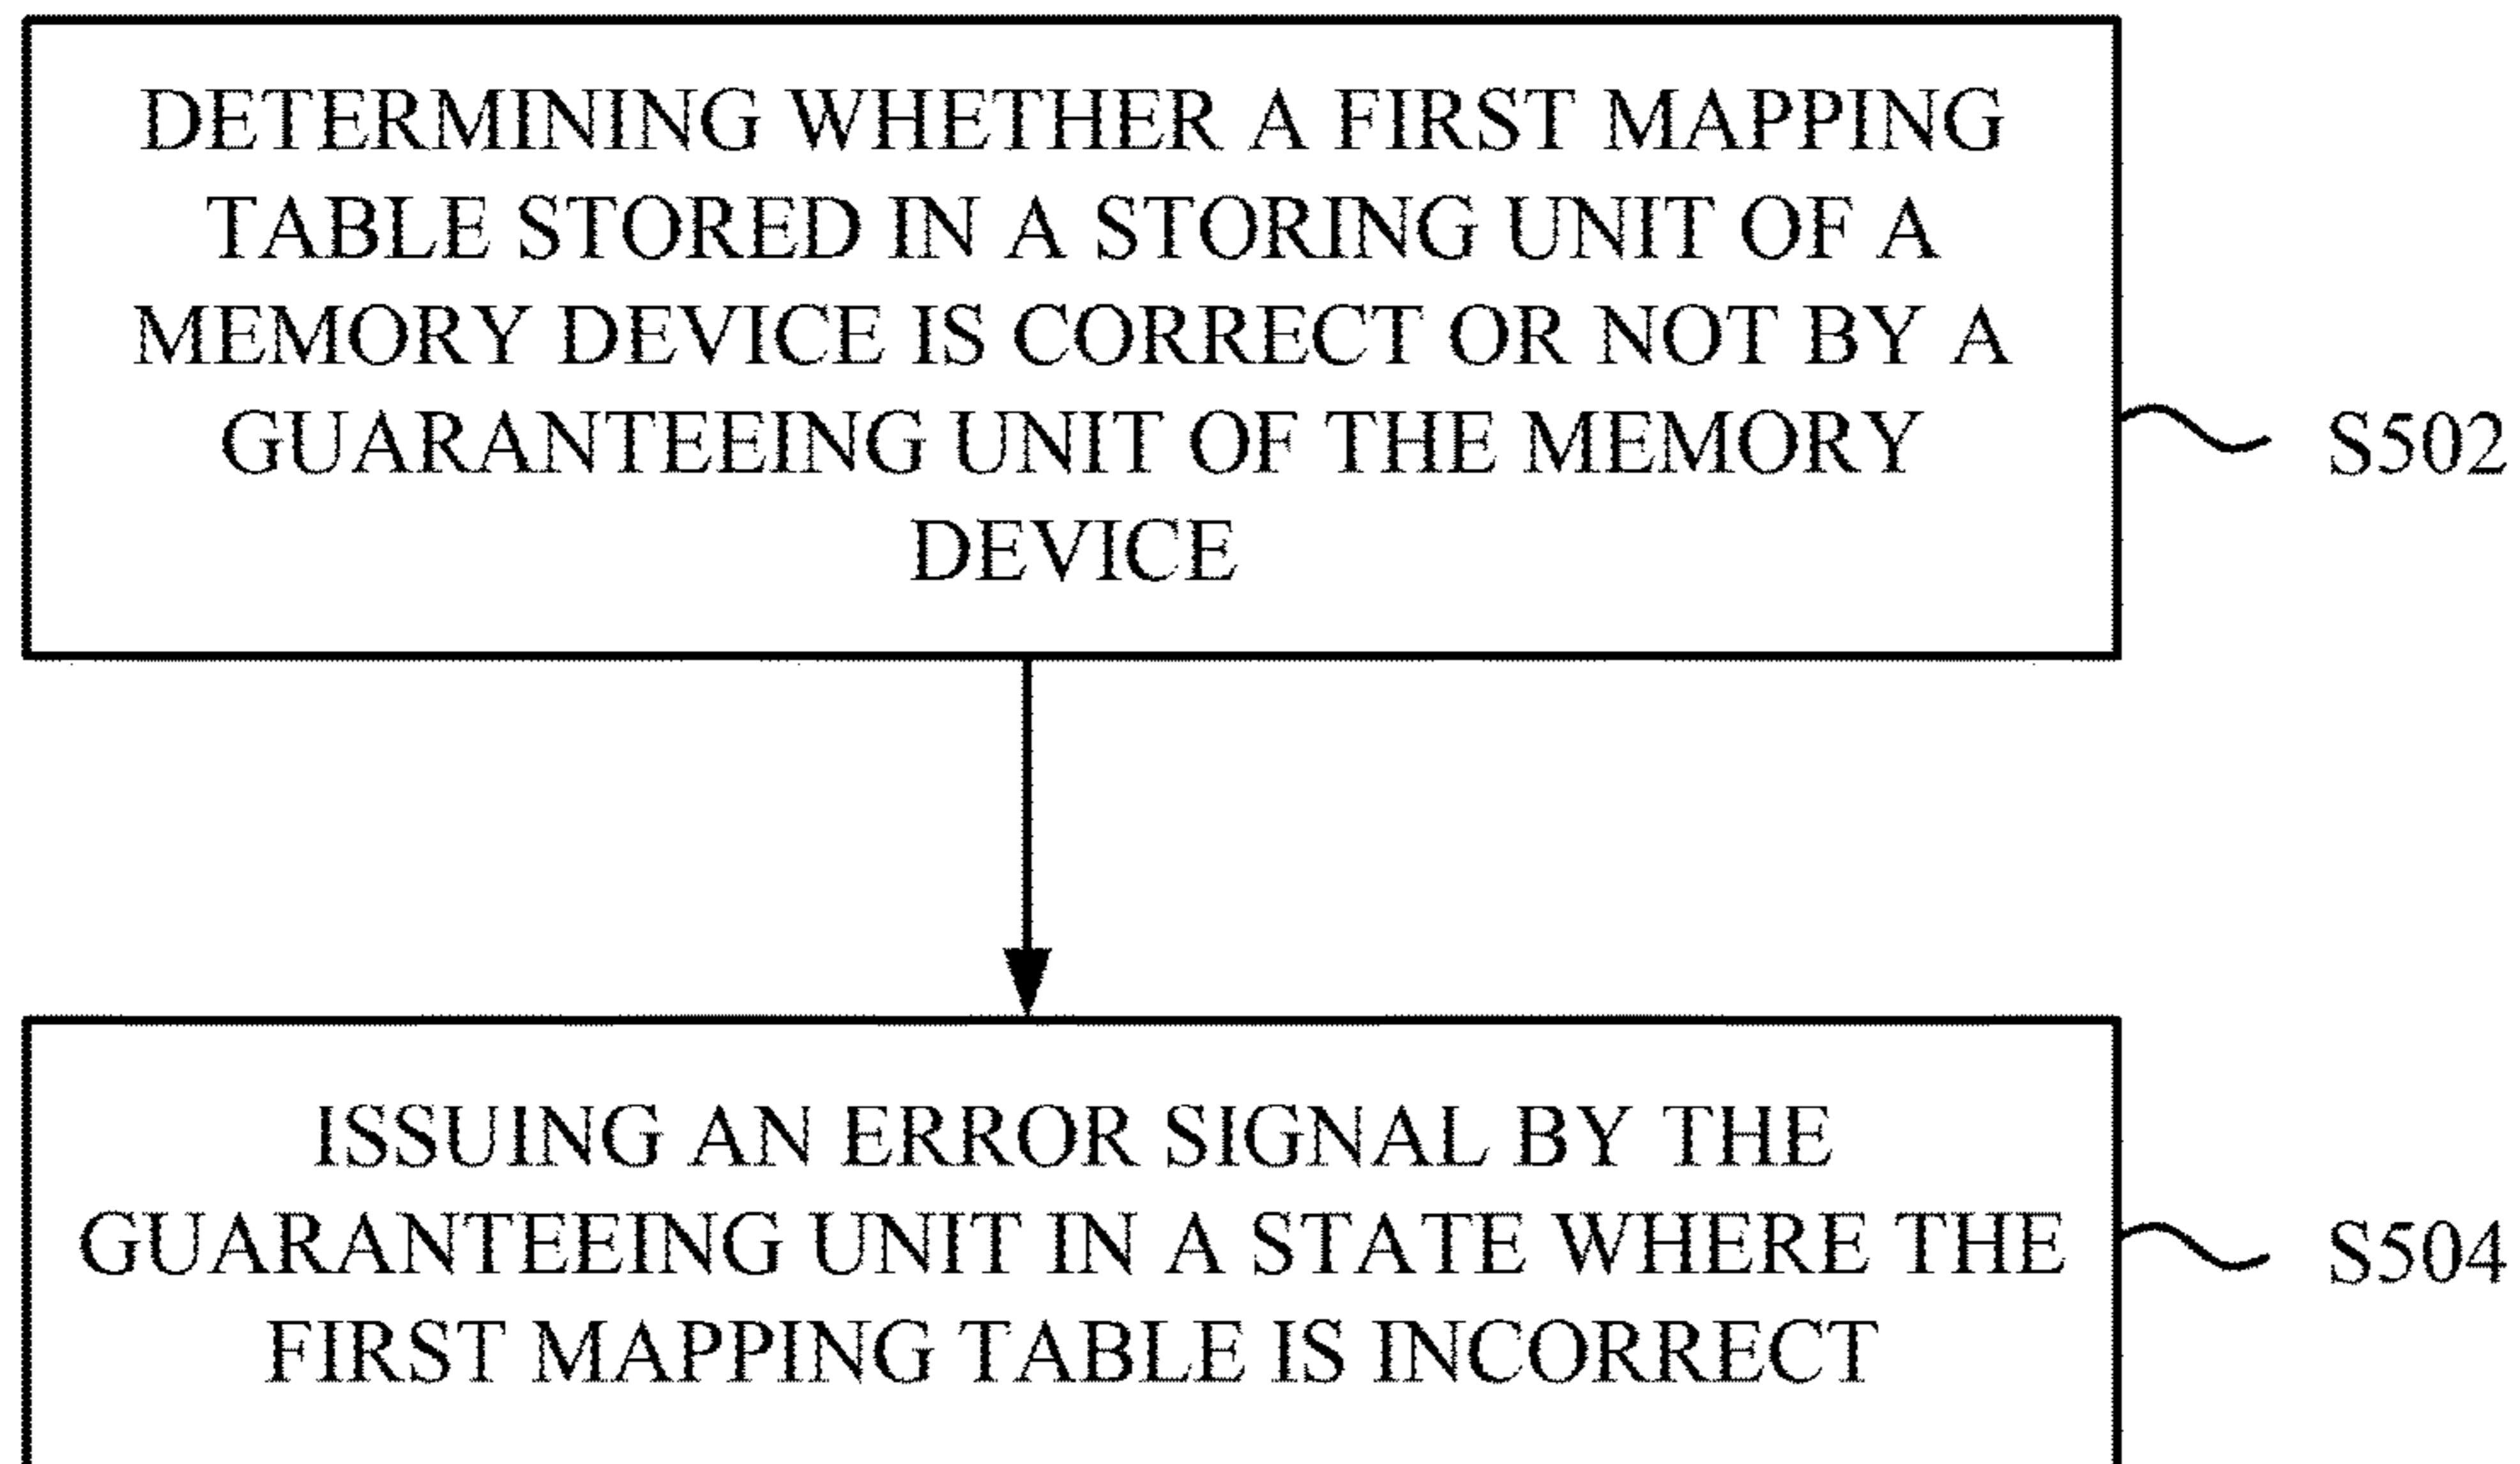 DETERMINING WHETHER A FIRST MAPPING
TABLE STORED IN A STORING UNIT OF A
MEMORY DEVICE IS CORRECT OR NOT BY A
GUARANTEEING UNIT OF THE MEMORY
DEVICE
S502
ISSUING AN ERROR SIGNAL BY THE
GUARANTEEING UNIT IN A STATE WHERE THE
FIRST MAPPING TABLE IS INCORRECT
S504